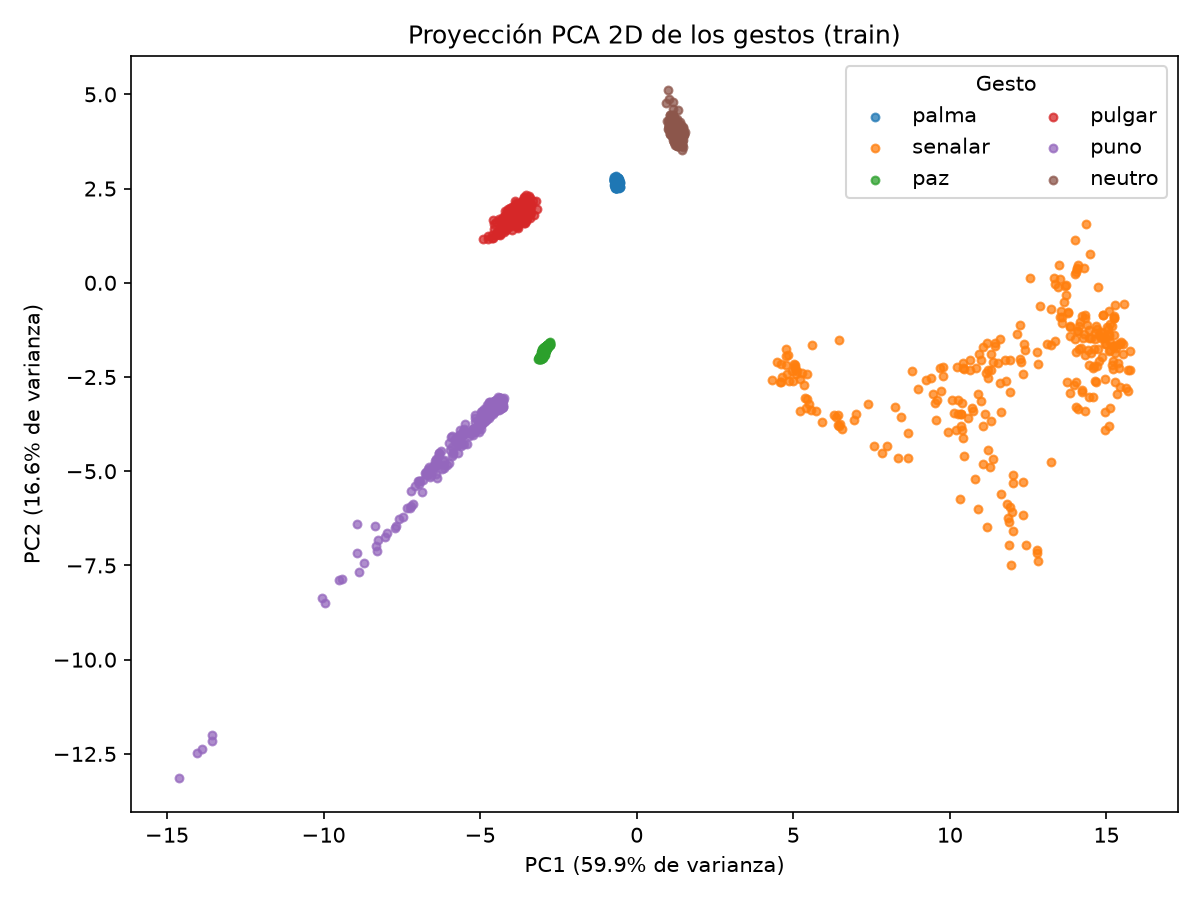 Proyección PCA 2D de los gestos (train)
Gesto
palma pulgar
senalar puno
paz neutro
5.0
2.5
0.0
−2.5
−5.0
−7.5
−10.0
−12.5
PC2 (16.6% de varianza)
−15 −10 −5 0 5 10 15
PC1 (59.9% de varianza)